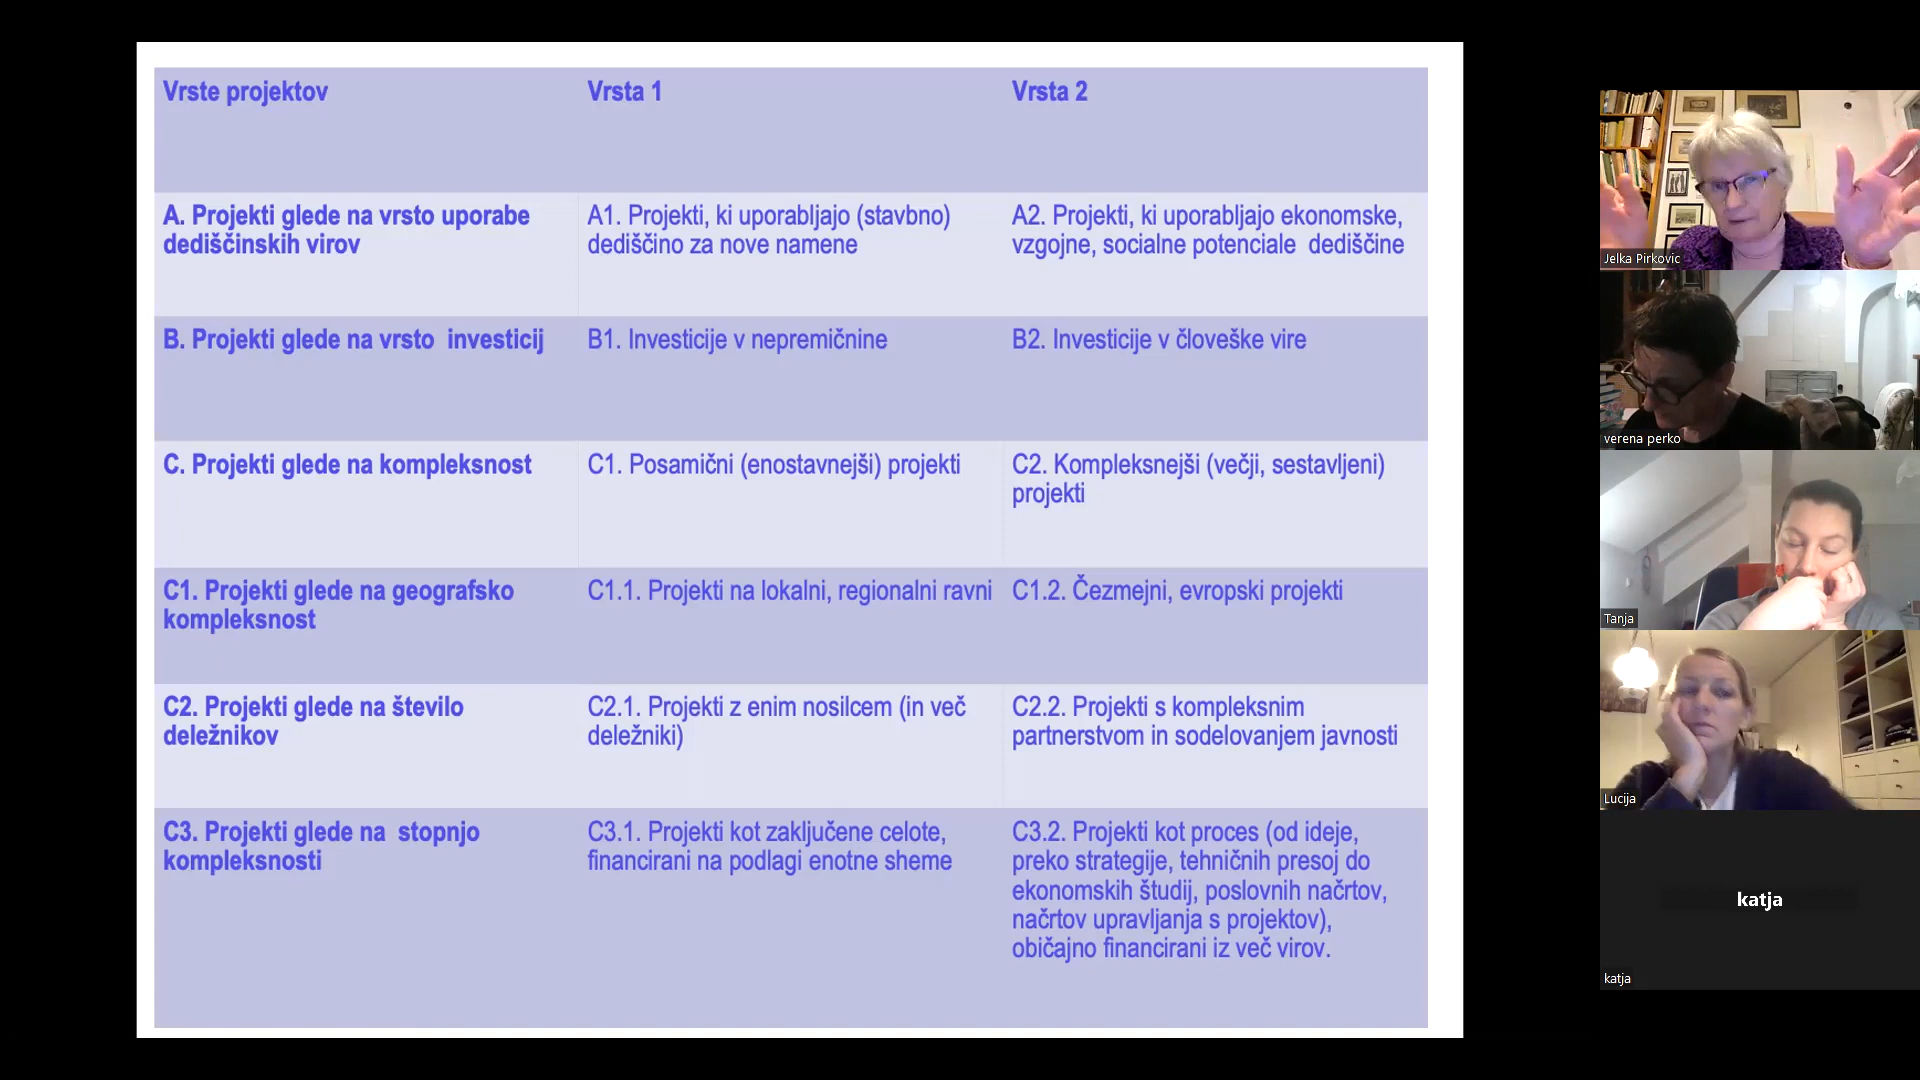 Vrste projektov
Vrsta 1
Vrsta 2
A. Projekti glede na vrsto uporabe
dediščinskih virov
A1. Projekti, ki uporabljajo (stavbno)
dediščino za nove namene
A2. Projekti, ki uporabljajo ekonomske,
vzgojne, socialne potenciale dediščine
B. Projekti glede na vrsto investicij
B1. Investicije v nepremičnine
B2. Investicije v človeške vire
C. Projekti glede na kompleksnost
C1. Posamični (enostavnejši) projekti
C2. Kompleksnejši (večji, sestavljeni)
projekti
C1. Projekti glede na geografsko
kompleksnost
C1.1. Projekti na lokalni, regionalni ravni
C1.2. Čezmejni, evropski projekti
C2. Projekti glede na število
deležnikov
C2.1. Projekti z enim nosilcem (in več
deležniki)
C2.2. Projekti s kompleksnim
partnerstvom in sodelovanjem javnosti
C3. Projekti glede na stopnjo
kompleksnosti
C3.1. Projekti kot zaključene celote,
financirani na podlagi enotne sheme
C3.2. Projekti kot proces (od ideje,
preko strategije, tehničnih presoj do
ekonomskih študij, poslovnih načrtov,
načrtov upravljanja s projektov),
običajno financirani iz več virov.
Jelka Pirkovic
verena perko
Tanja
Lucija
katja
katja